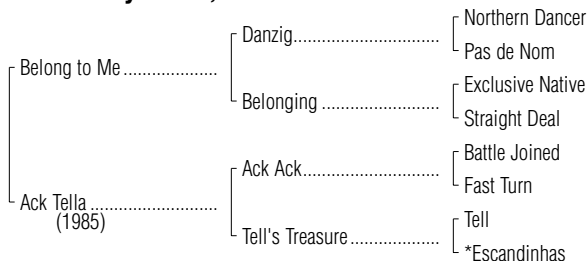 Northern Dancer
Danzig
Pas de Nom
Belong to Me
Exclusive Native
Belonging
Straight Deal
Battle Joined
Ack Ack
Fast Turn
Ack Tella
(1985)
Tell
Tell's Treasure
*Escandinhas